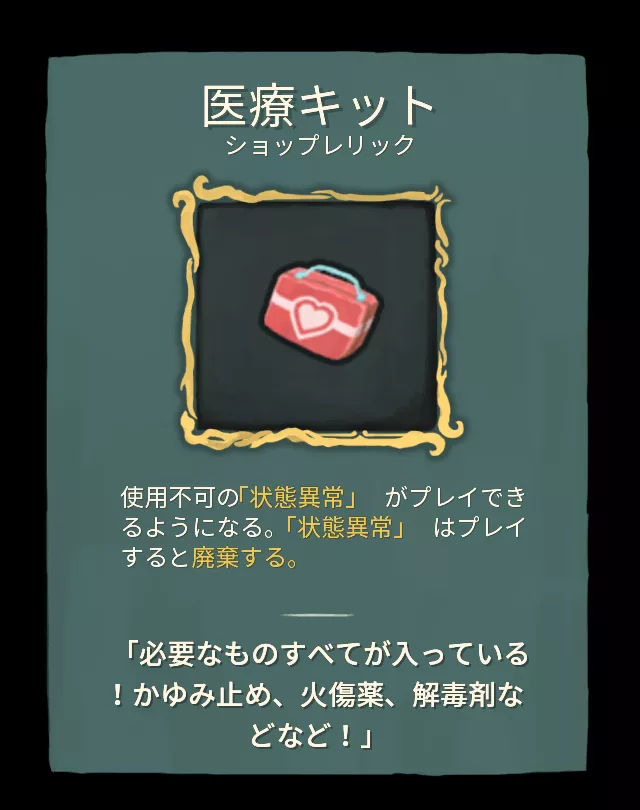 医療キット
ショップレリック
使用不可の「状態異常」 がプレイでき
るようになる。「状態異常」 はプレイ
すると廃棄する。
「必要なものすべてが入っている
！かゆみ止め、火傷薬、解毒剤な
どなど！」